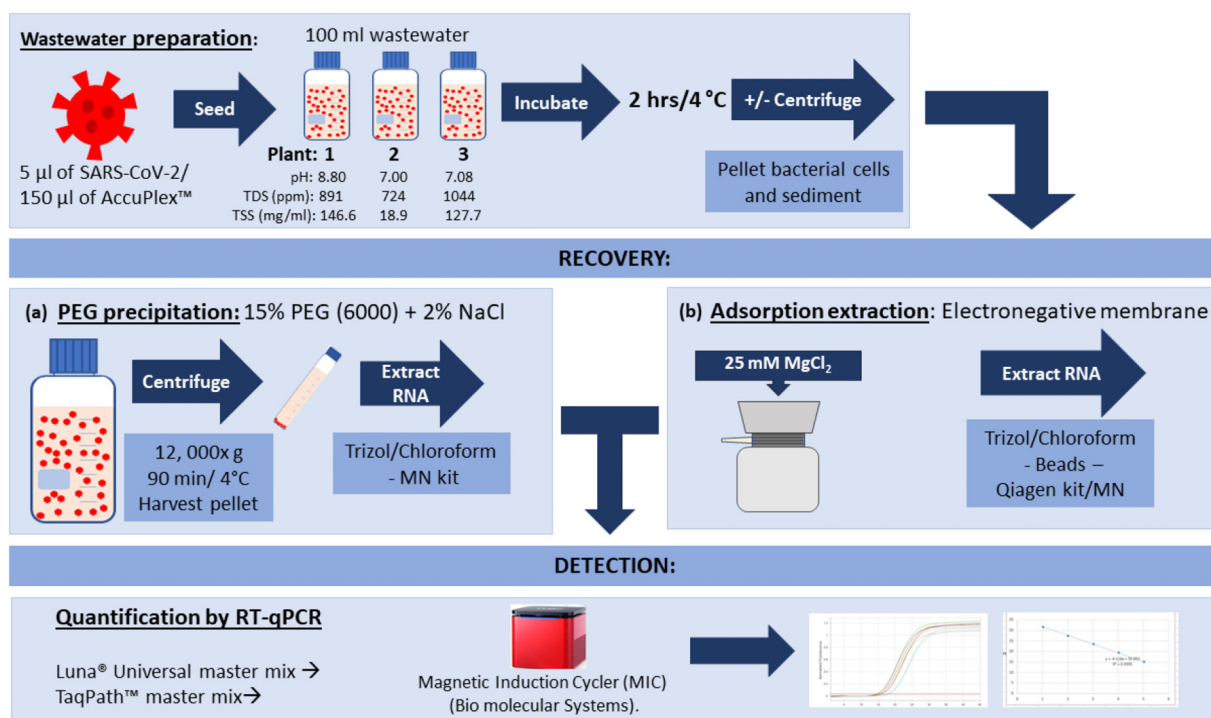 Wastewater preparation:
100 ml wastewater
Seed
Incubate
2 hrs/4 °C
+/- Centrifuge
5 µl of SARS-CoV-2/
150 µl of AccuPlex™
Plant: 1 2 3
pH: 8.80 7.00 7.08
TDS (ppm): 891 724 1044
TSS (mg/ml): 146.6 18.9 127.7
Pellet bacterial cells
and sediment
RECOVERY:
(a) PEG precipitation: 15% PEG (6000) + 2% NaCl
Centrifuge
Extract
RNA
12, 000x g
90 min/ 4°C
Harvest pellet
Trizol/Chloroform
- MN kit
(b) Adsorption extraction: Electronegative membrane
25 mM MgCl₂
Extract RNA
Trizol/Chloroform
- Beads –
Qiagen kit/MN
DETECTION:
Quantification by RT-qPCR
Luna® Universal master mix →
TaqPath™ master mix→
Magnetic Induction Cycler (MIC)
(Bio molecular Systems).